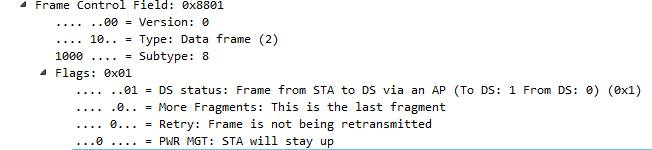 Frame Control Field: 0x8801
.... ..00 = Version: 0
.... 10.. = Type: Data frame (2)
1000 .... = Subtype: 8
Flags: 0x01
.... ..01 = DS status: Frame from STA to DS via an AP (To DS: 1 From DS: 0) (0x1)
.... .0.. = More Fragments: This is the last fragment
.... 0... = Retry: Frame is not being retransmitted
...0 .... = PWR MGT: STA will stay up